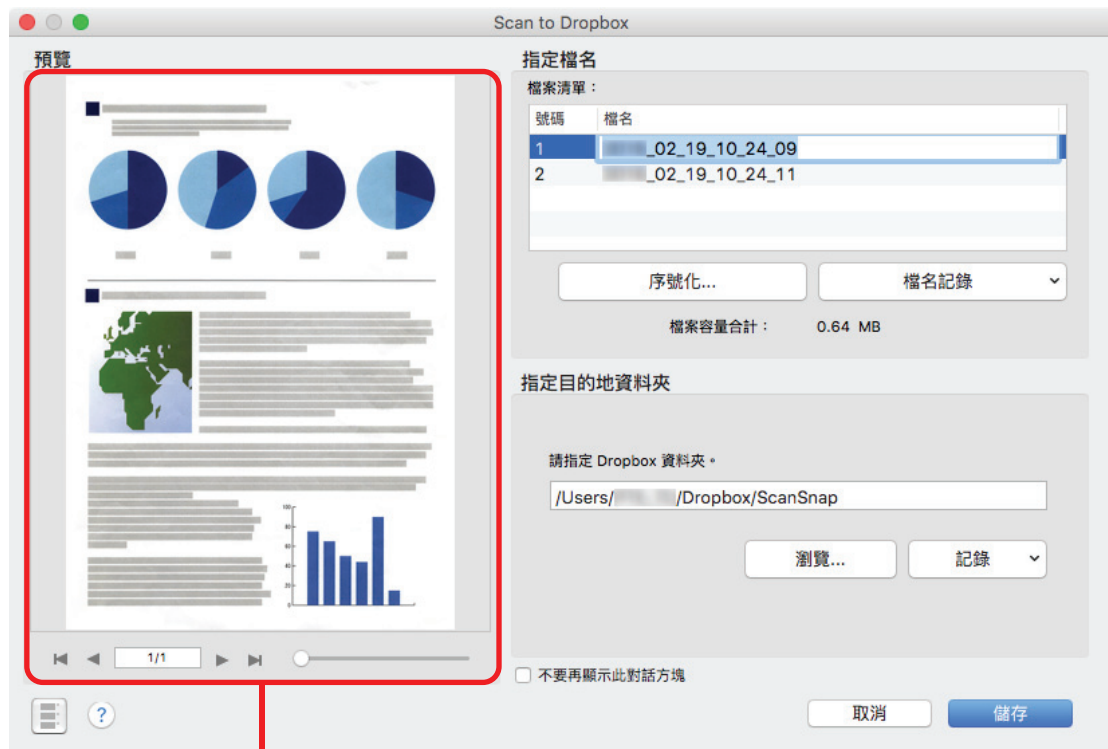 Scan to Dropbox
預覽
1/1
?
指定檔名
檔案清單：
號碼 檔名
1 _02_19_10_24_09
2 _02_19_10_24_11
序號化...
檔名記錄
檔案容量合計： 0.64 MB
指定目的地資料夾
請指定 Dropbox 資料夾。
/Users/ /Dropbox/ScanSnap
瀏覽...
記錄
不要再顯示此對話方塊
取消
儲存